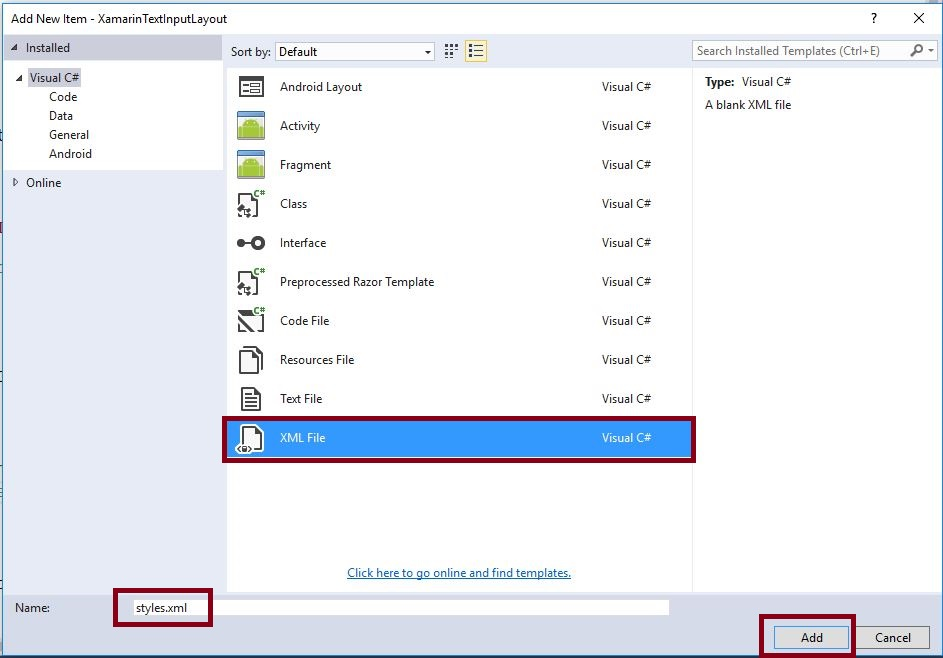 Add New Item - XamarinTextInputLayout ?
Installed
Visual C#
Code
Data
General
Android
Online
Sort by: Default
Search Installed Templates (Ctrl+E)
Android Layout Visual C#
Activity Visual C#
Fragment Visual C#
C#
Class Visual C#
Interface Visual C#
C#
Preprocessed Razor Template Visual C#
C#
Code File Visual C#
Resources File Visual C#
Text File Visual C#
XML File Visual C#
Type: Visual C#
A blank XML file
Click here to go online and find templates.
Name: styles.xml
Add Cancel